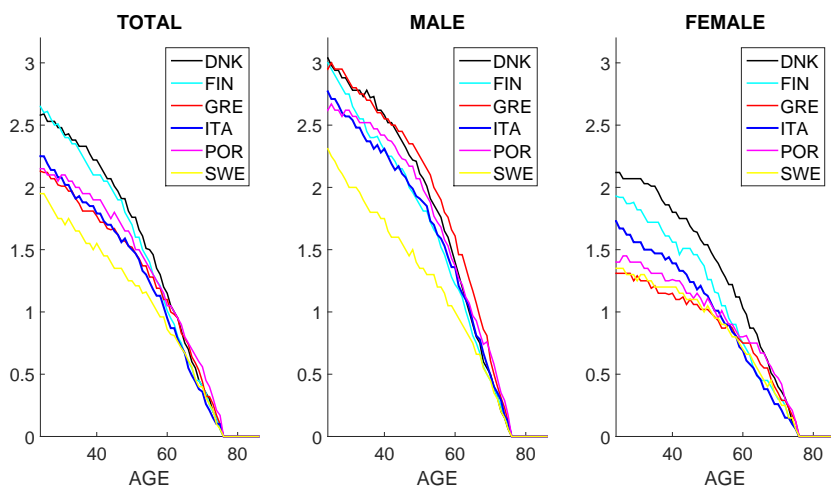 TOTAL
3
2.5
2
1.5
1
0.5
0
40 60 80
AGE
DNK
FIN
GRE
ITA
POR
SWE
MALE
3
2.5
2
1.5
1
0.5
0
40 60 80
AGE
DNK
FIN
GRE
ITA
POR
SWE
FEMALE
3
2.5
2
1.5
1
0.5
0
40 60 80
AGE
DNK
FIN
GRE
ITA
POR
SWE